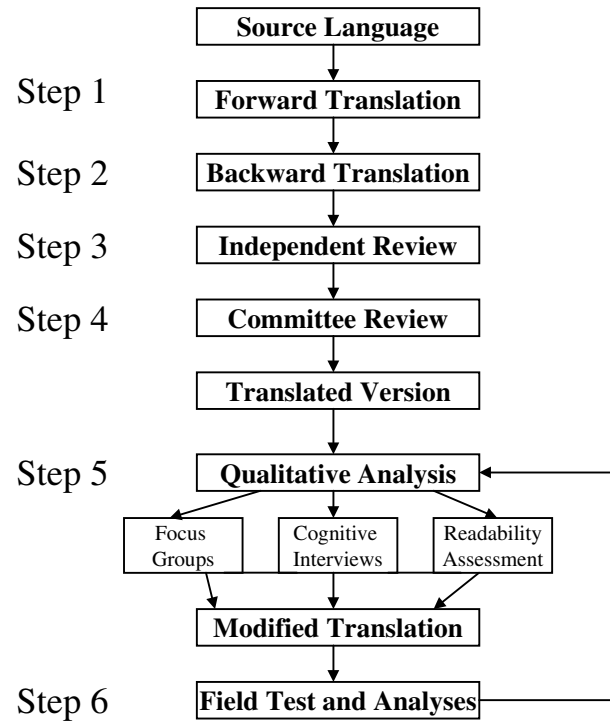 Source Language
Step 1
Forward Translation
Step 2
Backward Translation
Step 3
Independent Review
Step 4
Committee Review
Translated Version
Step 5
Qualitative Analysis
Focus
Groups
Cognitive
Interviews
Readability
Assessment
Modified Translation
Step 6
Field Test and Analyses